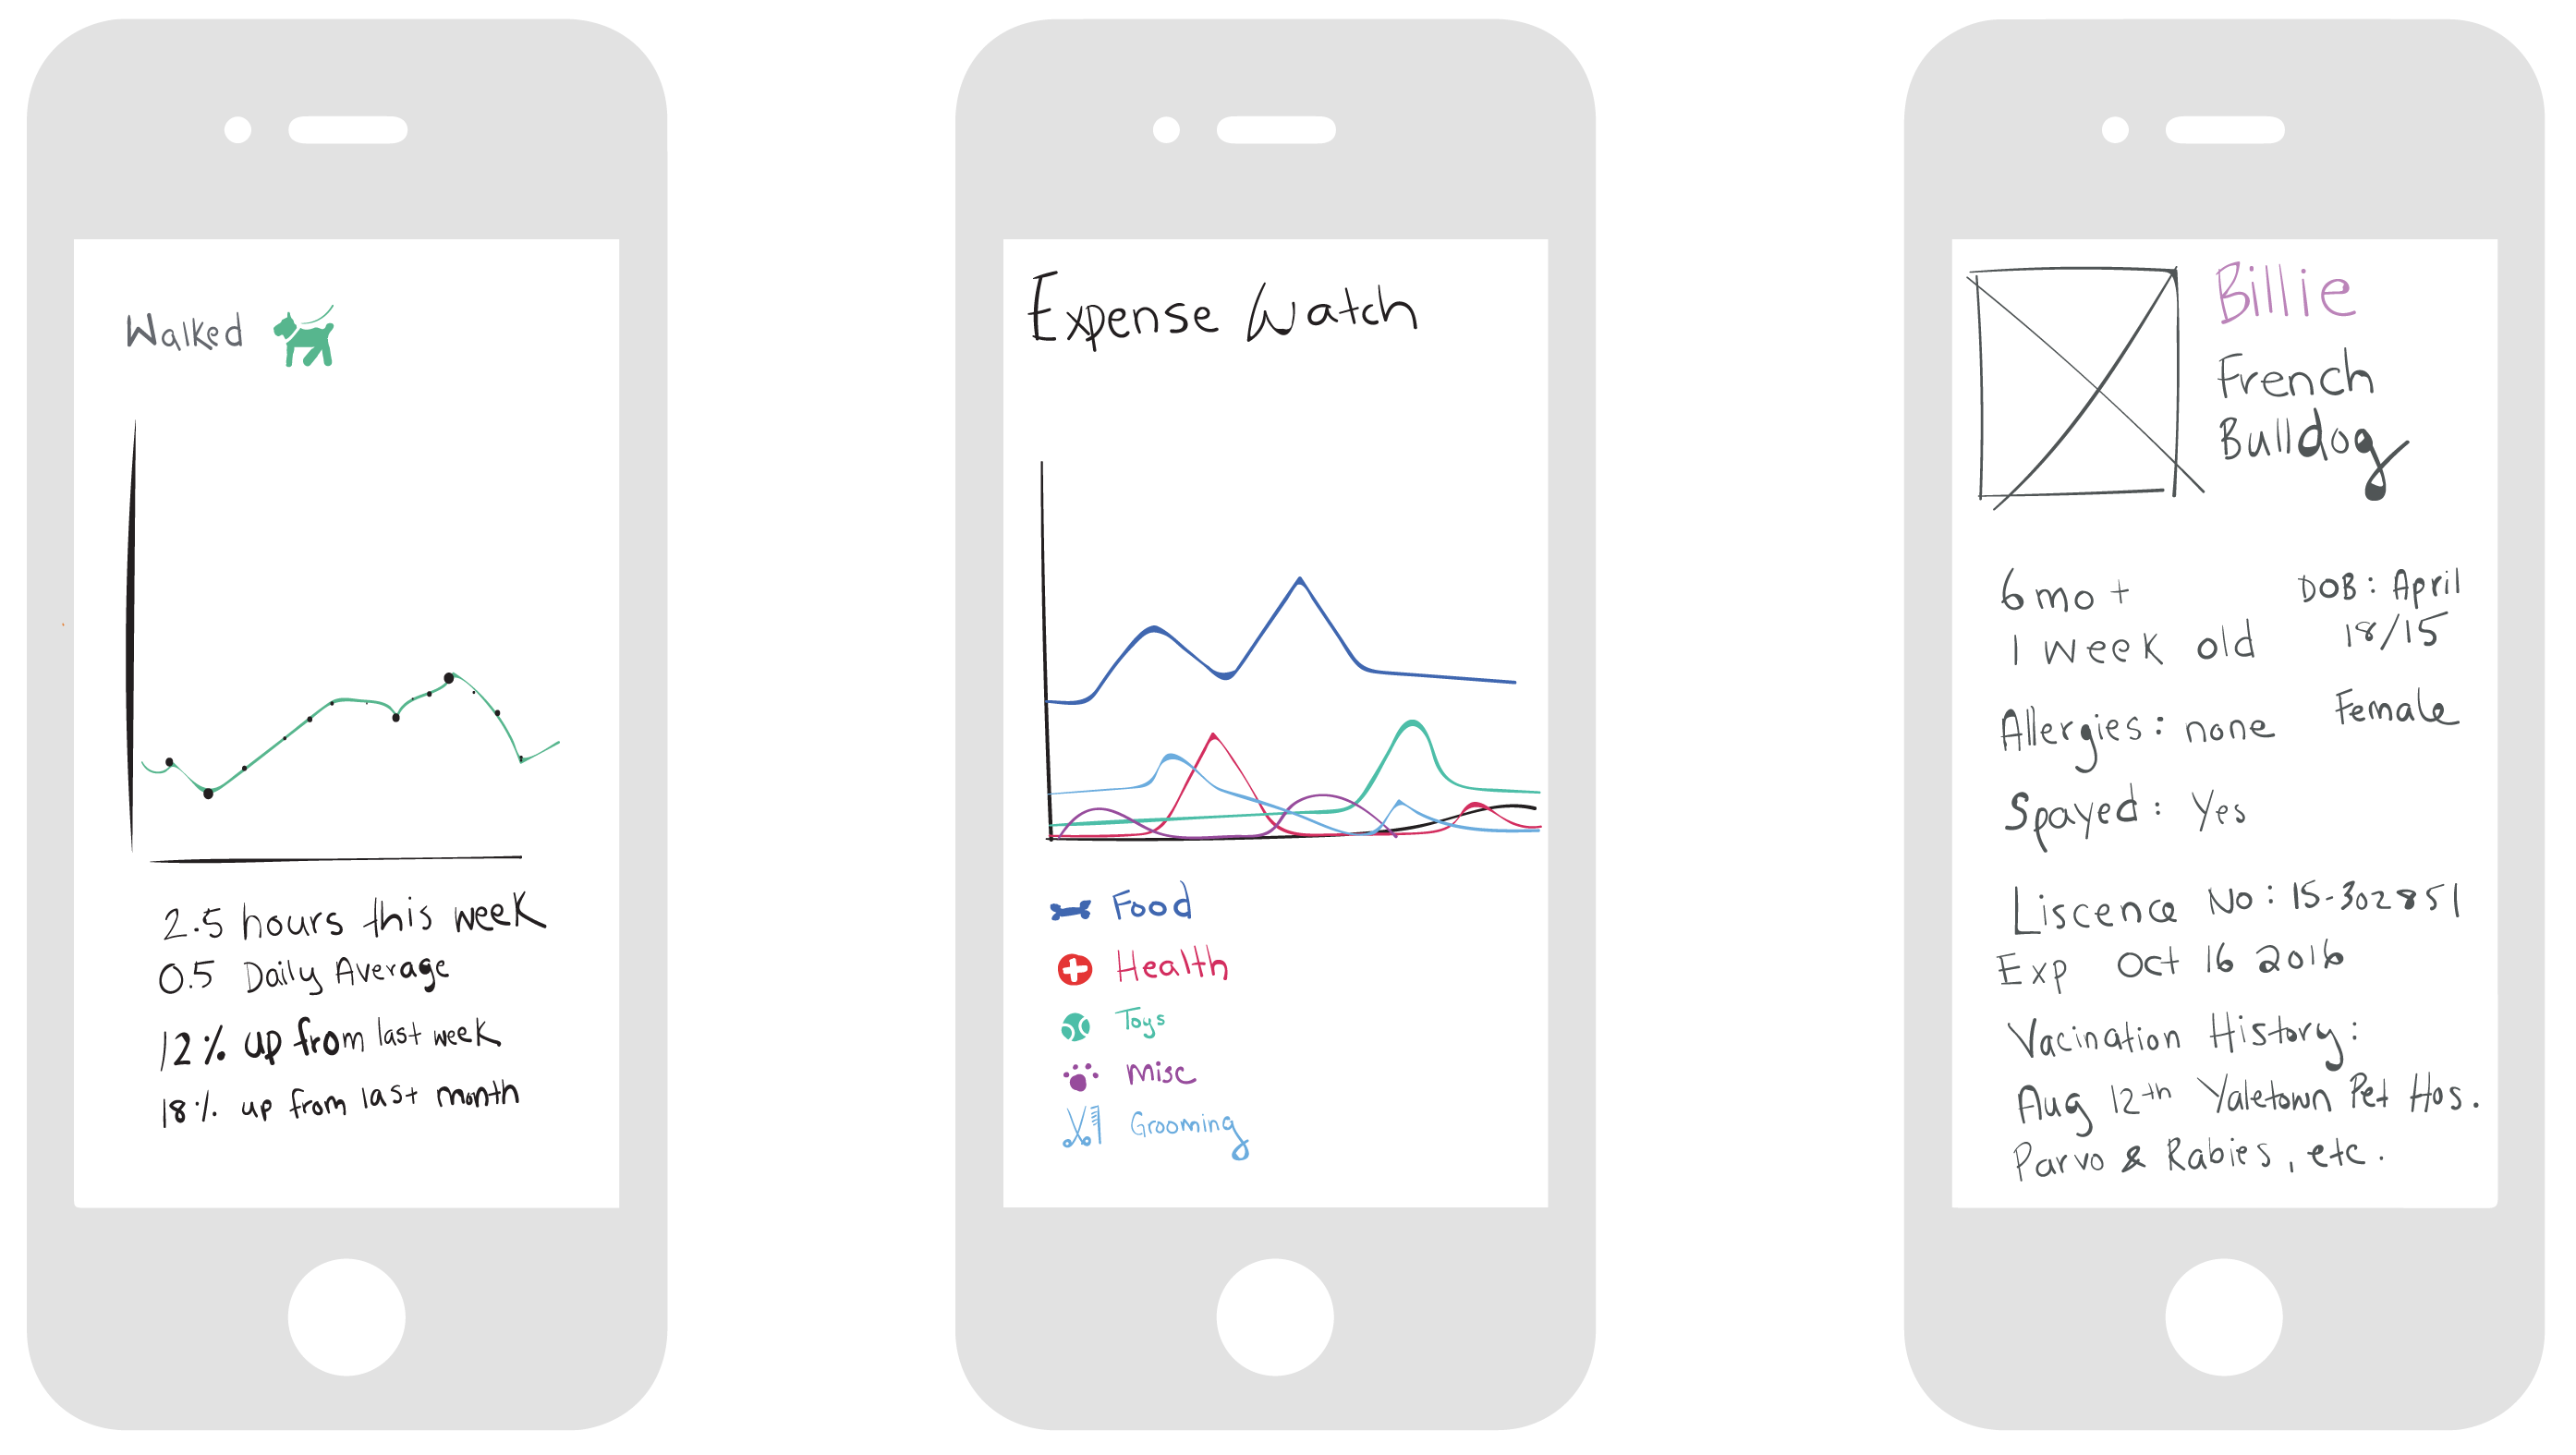 Walked
2.5 hours this week
0.5 Daily Average
12% up from last week
18% up from last month
Expense Watch
Food
Health
Toys
Misc
Grooming
Billie
French
Bulldog
6 mo +
1 week old
DOB: April
18/15
Allergies: none
Female
Spayed: Yes
Liscence No: 15-302851
Exp Oct 16 2016
Vacination History:
Aug 12th Yaletown Pet Hos.
Parvo & Rabies, etc.